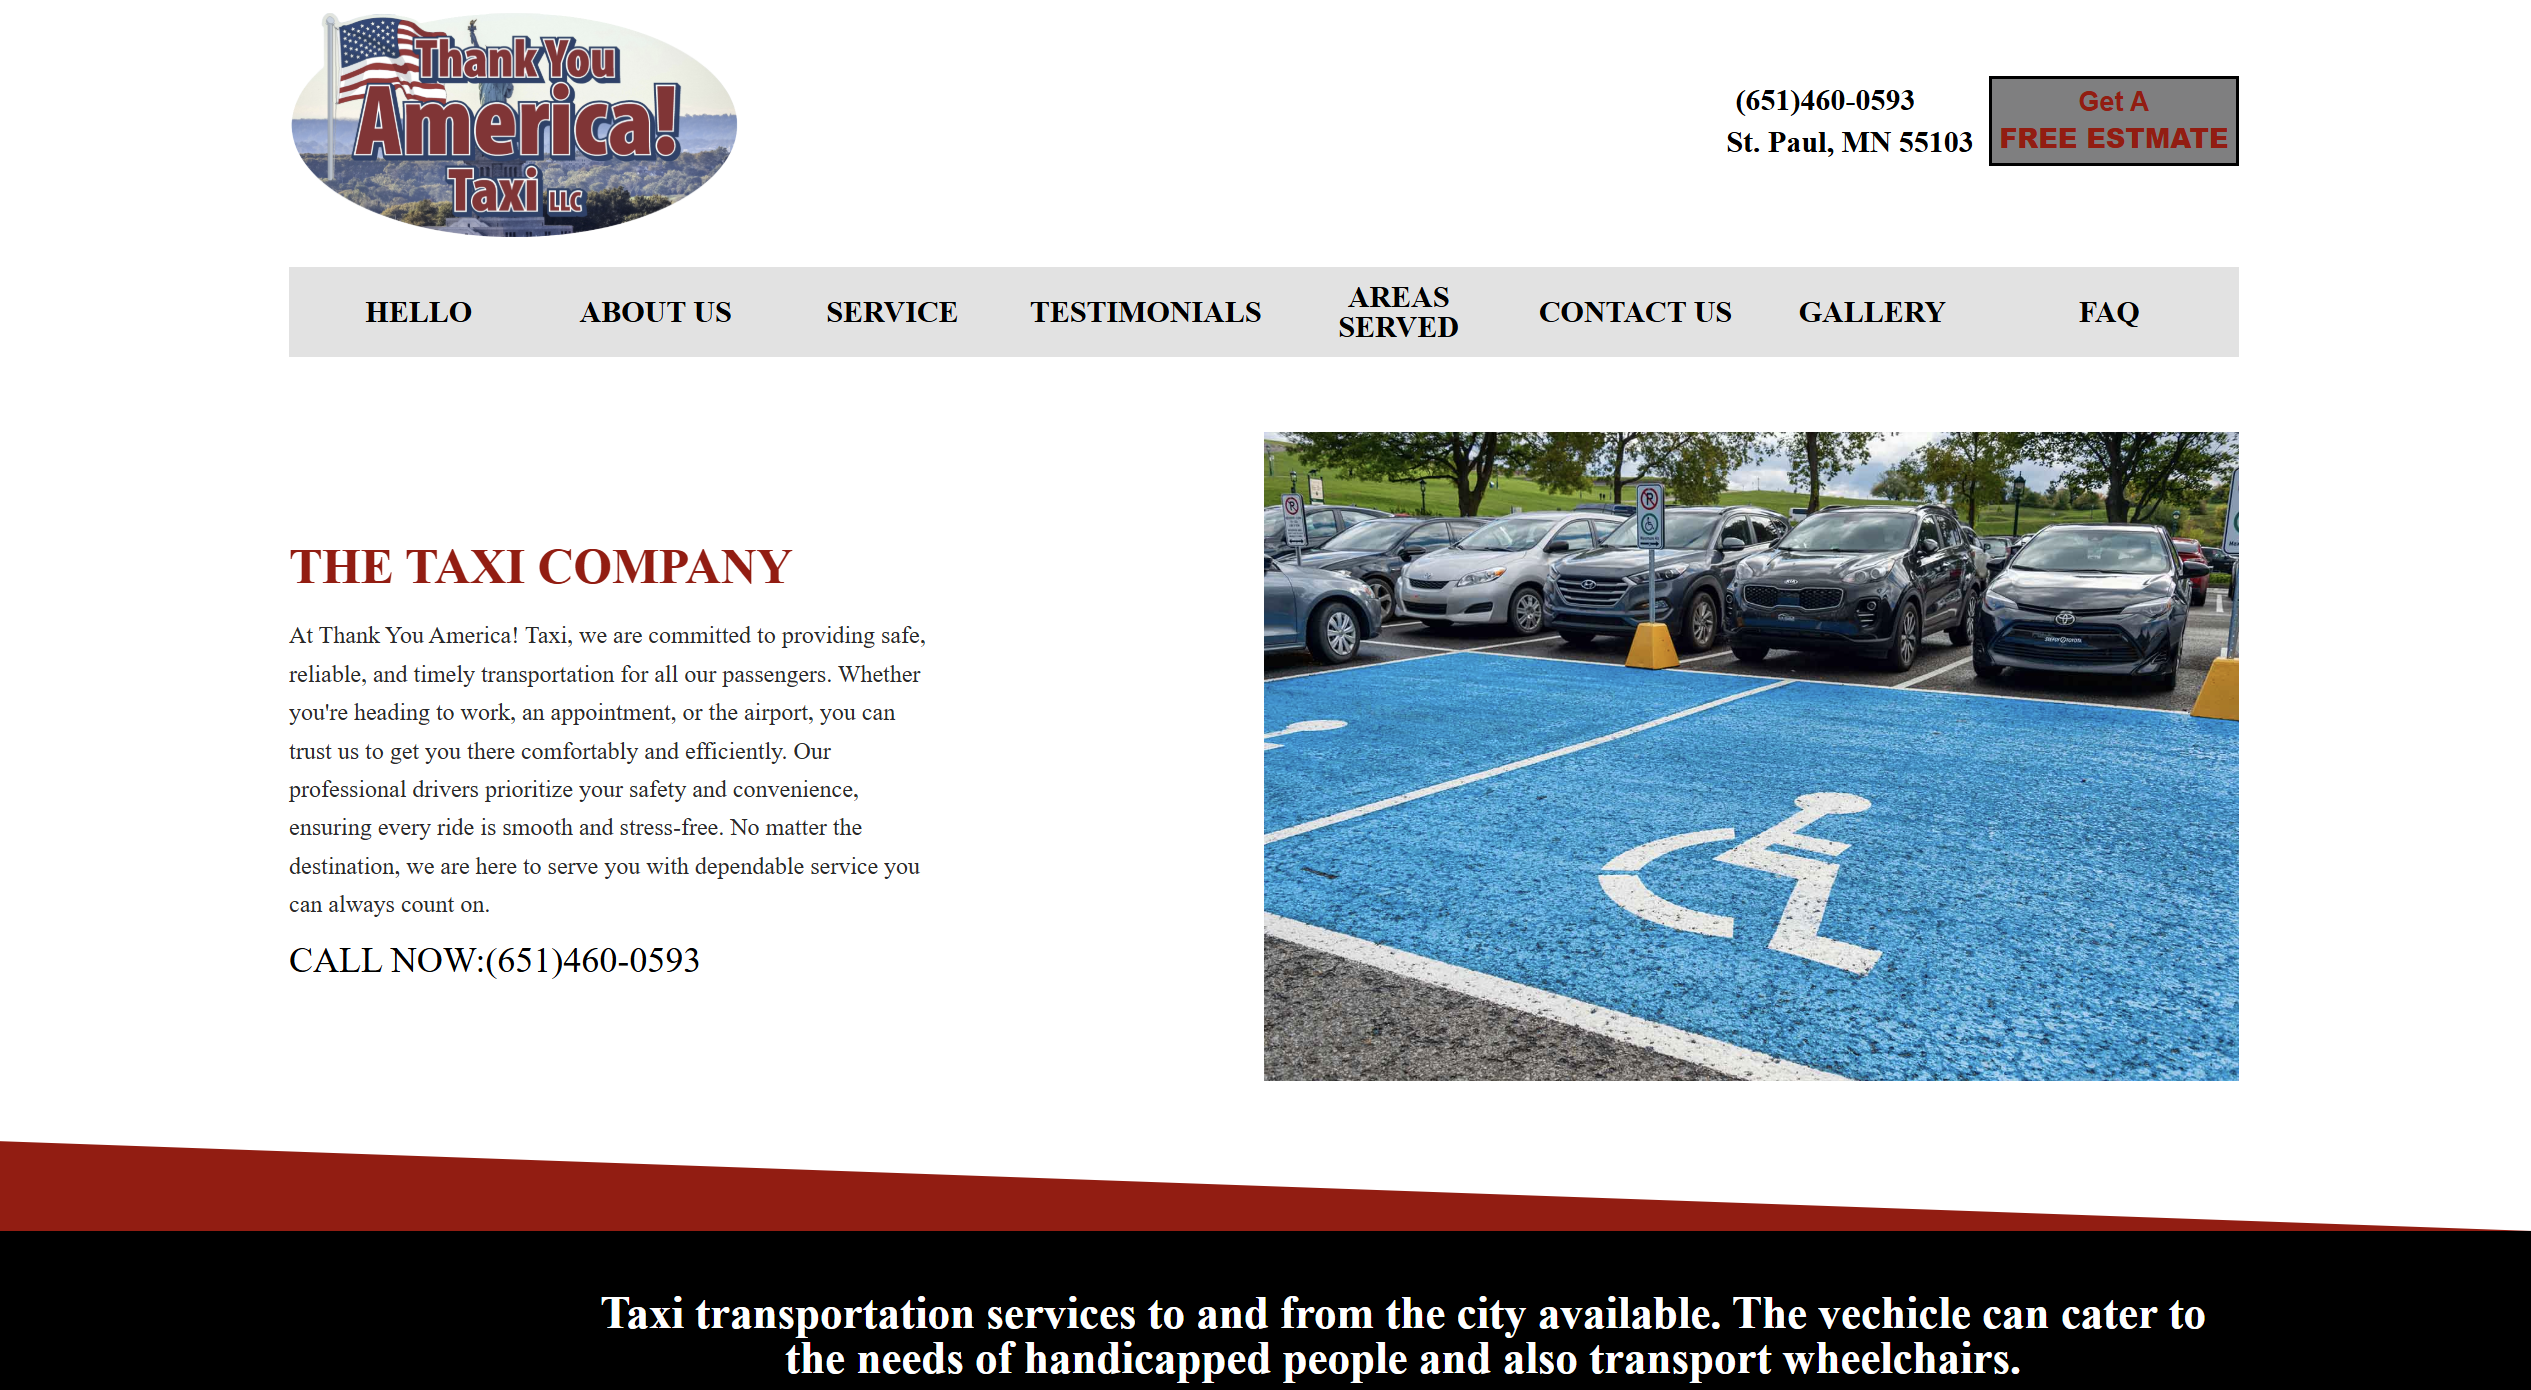 Thank You
America!
Taxi LLC
(651)460-0593
St. Paul, MN 55103
Get A
FREE ESTMATE
HELLO
ABOUT US
SERVICE
TESTIMONIALS
AREAS
SERVED
CONTACT US
GALLERY
FAQ
THE TAXI COMPANY
At Thank You America! Taxi, we are committed to providing safe,
reliable, and timely transportation for all our passengers. Whether
you're heading to work, an appointment, or the airport, you can
trust us to get you there comfortably and efficiently. Our
professional drivers prioritize your safety and convenience,
ensuring every ride is smooth and stress-free. No matter the
destination, we are here to serve you with dependable service you
can always count on.
CALL NOW:(651)460-0593
Taxi transportation services to and from the city available. The vechicle can cater to
the needs of handicapped people and also transport wheelchairs.